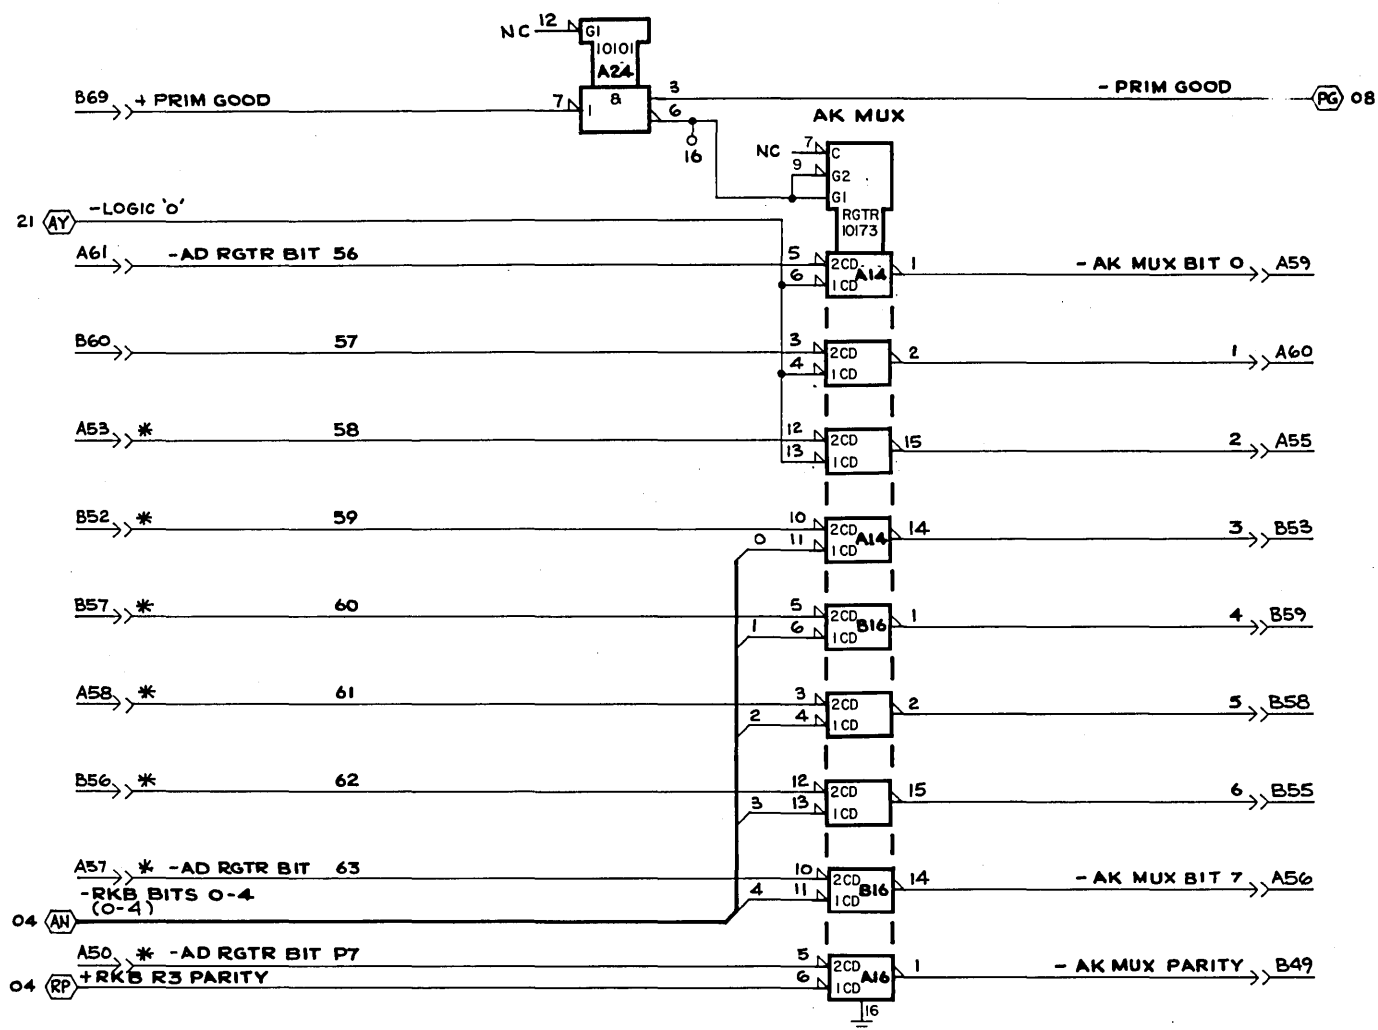 NC 12 G1
10101
A24
B69 + PRIM GOOD 7 1 & 3 - PRIM GOOD PG 08
6
16
AK MUX
NC 7 C
9 G2
G1
RGTR
10173
21 AY -LOGIC '0'
A61 -AD RGTR BIT 56 5 2CD A14 1 -AK MUX BIT 0 A59
6 1CD
B60 57 3 2CD 2 1 A60
4 1CD
A53 * 58 12 2CD 15 2 A55
13 1CD
B52 * 59 10 2CD A14 14 3 B53
0 11 1CD
B57 * 60 5 2CD B16 1 4 B59
1 6 1CD
A58 * 61 3 2CD 2 5 B58
2 4 1CD
B56 * 62 12 2CD 15 6 B55
3 13 1CD
A57 * -AD RGTR BIT 63 10 2CD B16 14 -AK MUX BIT 7 A56
4 11 1CD
-RKB BITS 0-4
(0-4)
04 AN
A50 * -AD RGTR BIT P7 5 2CD A16 1 - AK MUX PARITY B49
04 RP +RKB R3 PARITY 6 1CD
16